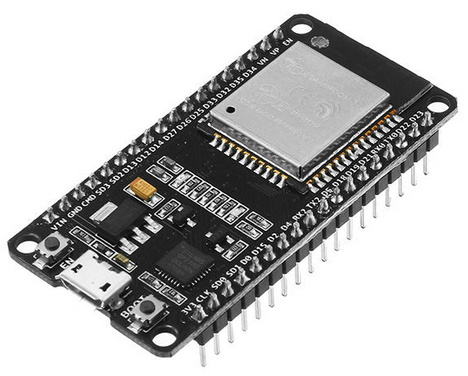 VIN GND CMD SD3 SD2 D13 D12 D14 D27 D26 D25 D33 D32 D35 D34 VN VP EN
EN
3V3 CLK SD0 SD1 D0 D15 D2 D4 RX2 TX2 D5 D18 D19 D21 RX0 TX0 D22 D23